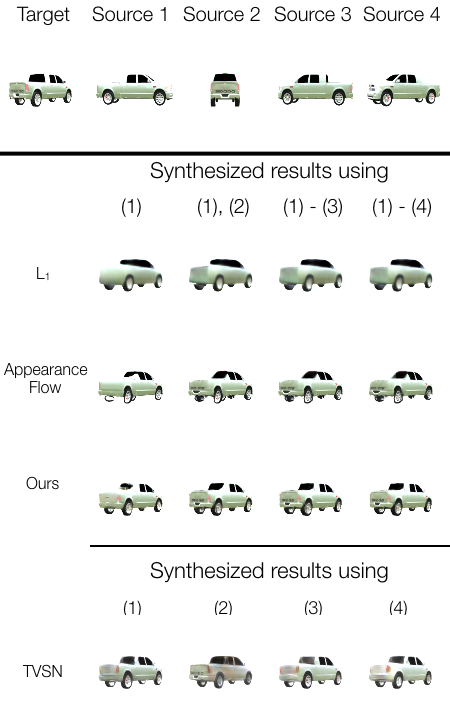 Target Source 1 Source 2 Source 3 Source 4
Synthesized results using
(1) (1), (2) (1) - (3) (1) - (4)
L1
Appearance
Flow
Ours
Synthesized results using
(1) (2) (3) (4)
TVSN